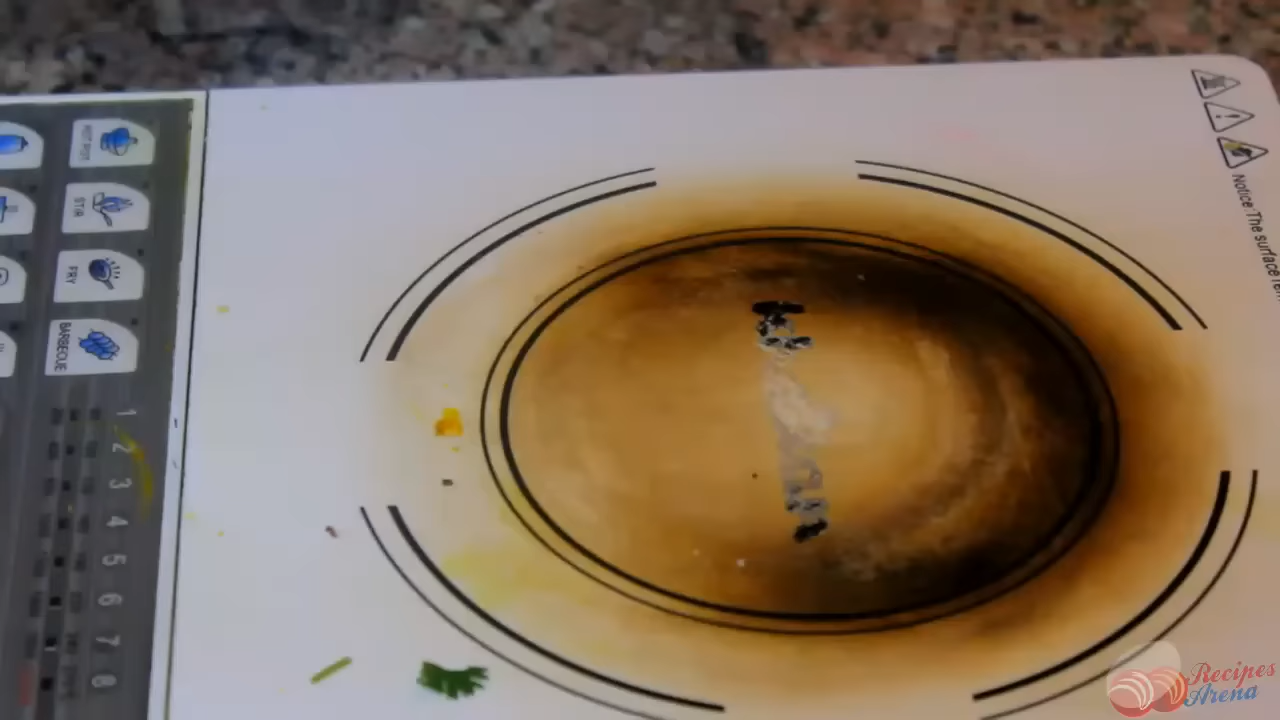 HOT POT
STIR
FRY
BARBECUE
1
2
3
4
5
6
7
8
Notice:The surface
Recipes
Arena